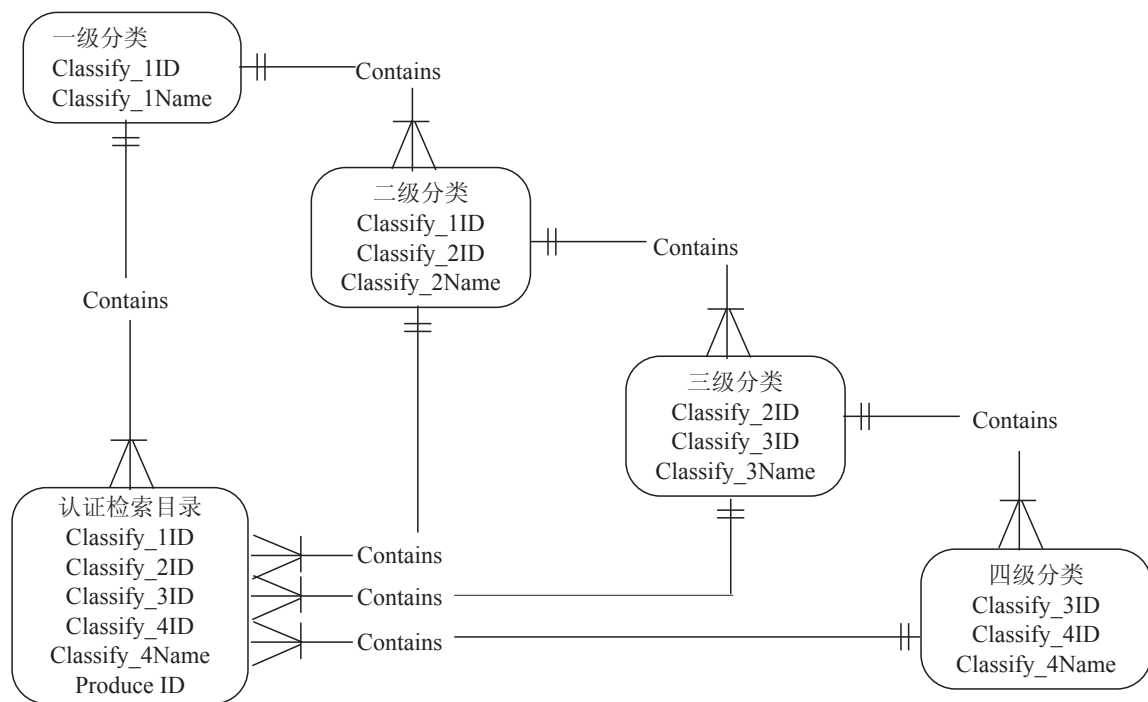 一级分类
Classify_1ID
Classify_1Name
Contains
二级分类
Classify_1ID
Classify_2ID
Classify_2Name
Contains
Contains
三级分类
Classify_2ID
Classify_3ID
Classify_3Name
Contains
认证检索目录
Classify_1ID
Classify_2ID
Classify_3ID
Classify_4ID
Classify_4Name
Produce ID
Contains
Contains
Contains
四级分类
Classify_3ID
Classify_4ID
Classify_4Name